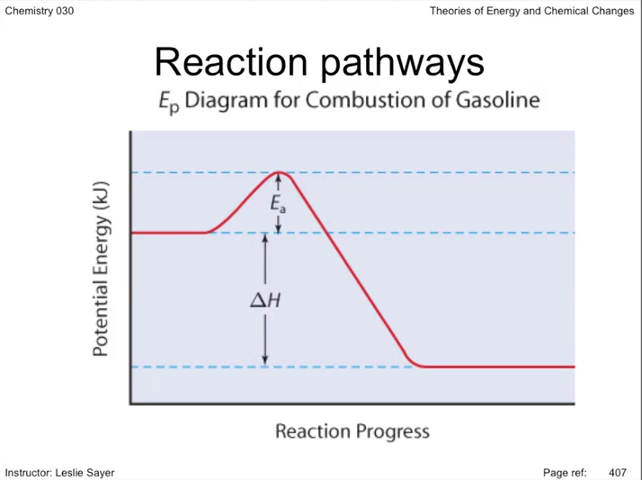 Chemistry 030
Theories of Energy and Chemical Changes
Reaction pathways
Ep Diagram for Combustion of Gasoline
Potential Energy (kJ)
Ea
ΔH
Reaction Progress
Instructor: Leslie Sayer
Page ref: 407